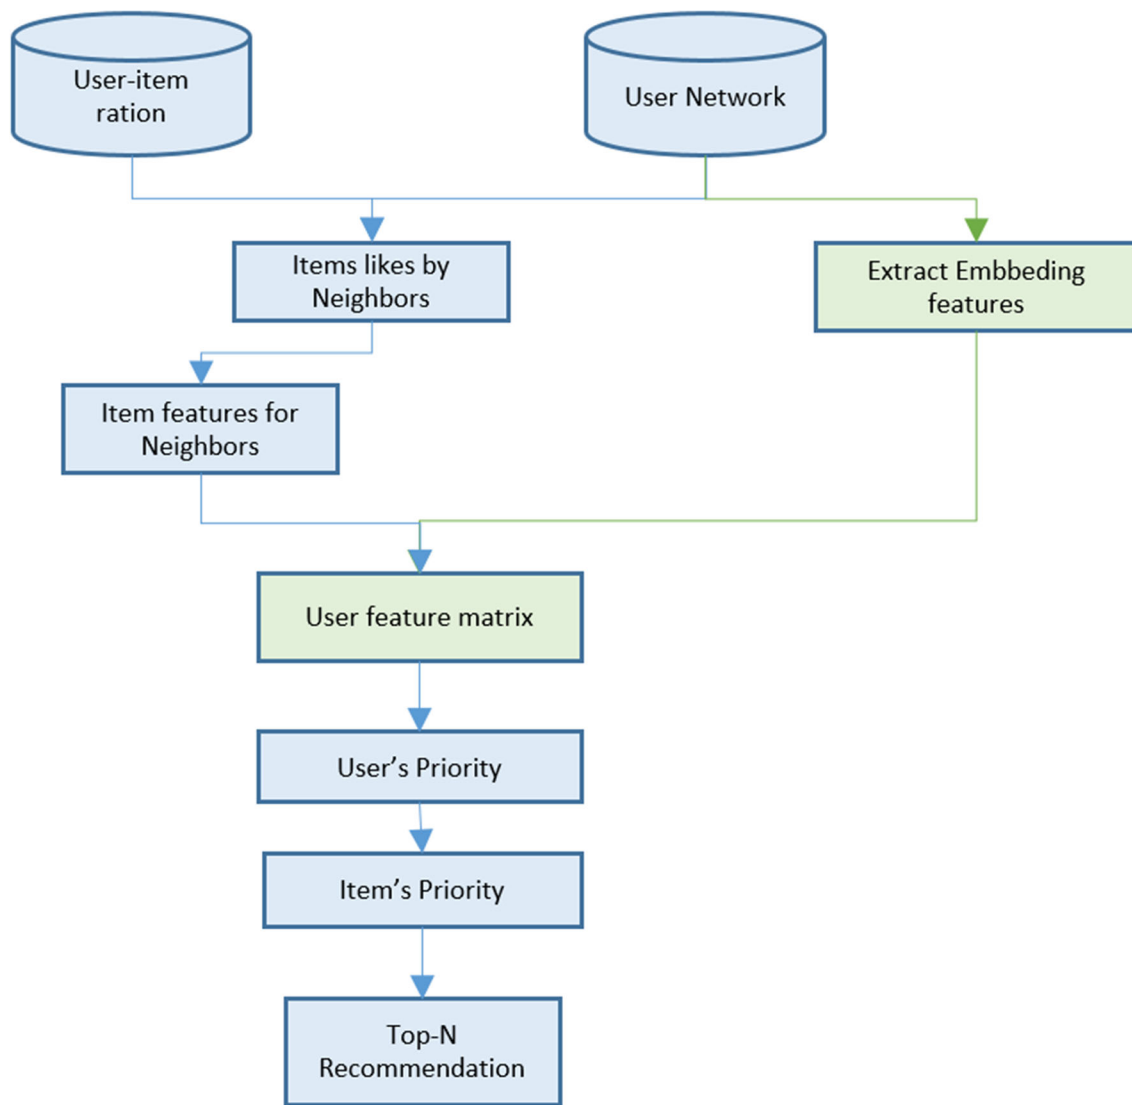 User-item
ration
User Network
Items likes by
Neighbors
Extract Embbeding
features
Item features for
Neighbors
User feature matrix
User’s Priority
Item’s Priority
Top-N
Recommendation